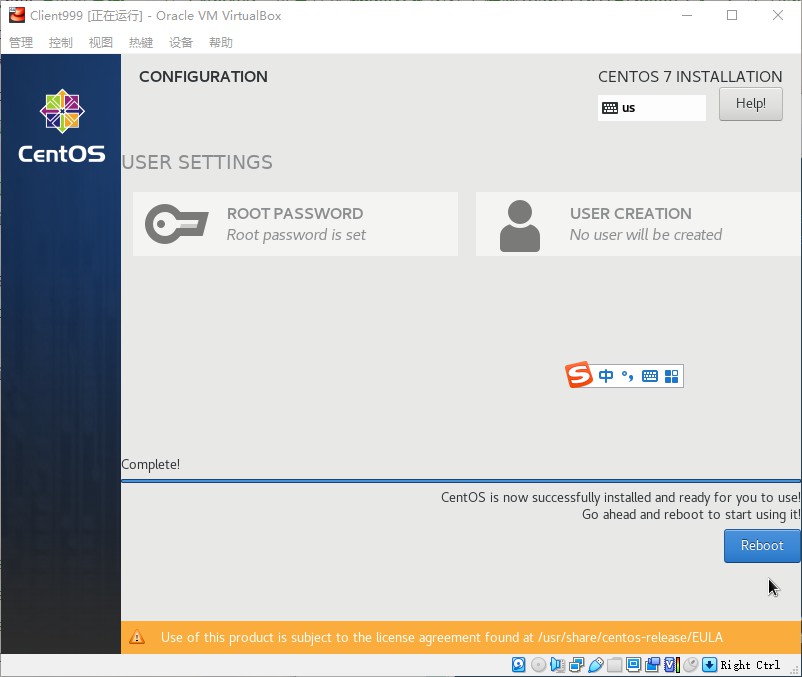 Client999 [正在运行] - Oracle VM VirtualBox
管理 控制 视图 热键 设备 帮助
CONFIGURATION
CENTOS 7 INSTALLATION
us
Help!
CentOS
USER SETTINGS
ROOT PASSWORD
Root password is set
USER CREATION
No user will be created
S 中
Complete!
CentOS is now successfully installed and ready for you to use!
Go ahead and reboot to start using it!
Reboot
Use of this product is subject to the license agreement found at /usr/share/centos-release/EULA
Right Ctrl